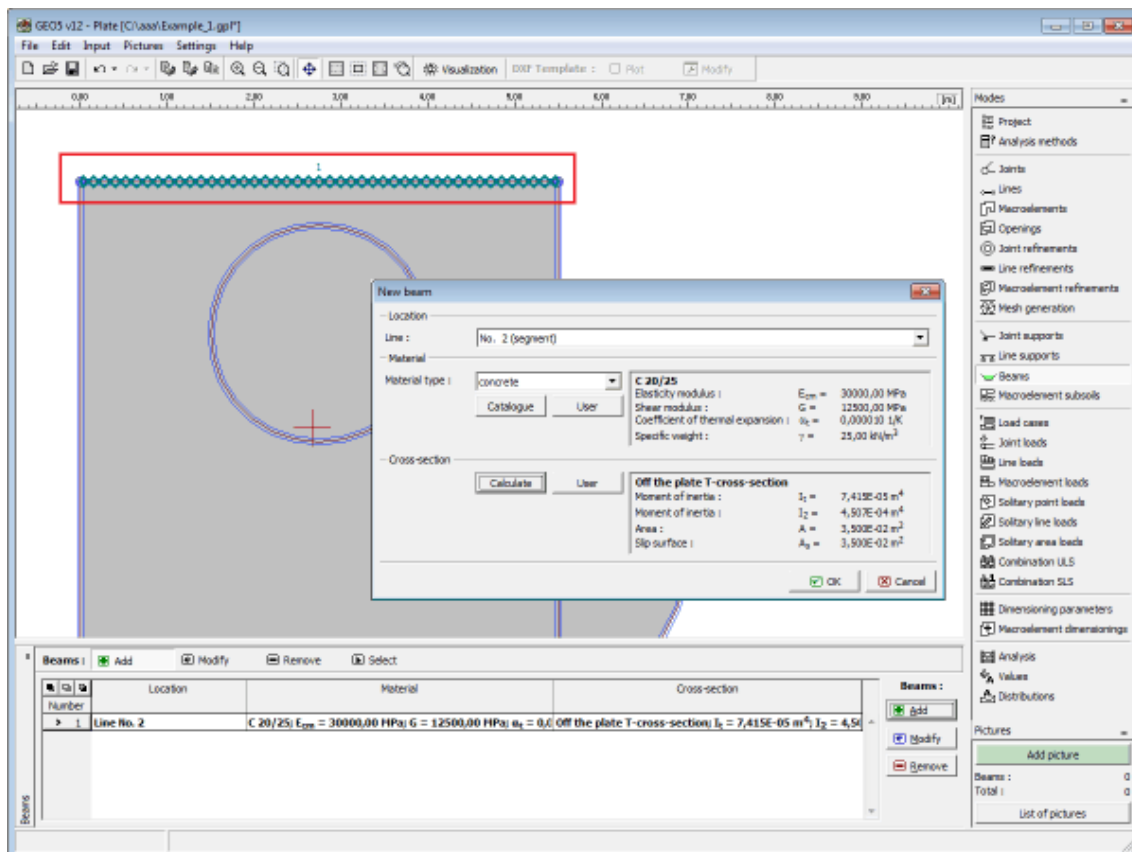 GEO5 v12 - Plate [C:\aaa\Example_1.gpl*]
File Edit Input Pictures Settings Help
Visualization DXF Template : Plot Modify
0,00 1,00 2,00 3,00 4,00 5,00 6,00 7,00 8,00 9,00 [m]
1
New beam
Location
Line : No. 2 (segment)
Material
Material type : concrete
Catalogue User
C 20/25
Elasticity modulus : Ecm = 30000,00 MPa
Shear modulus : G = 12500,00 MPa
Coefficient of thermal expansion : αt = 0,000010 1/K
Specific weight : γ = 25,00 kN/m³
Cross-section
Calculate User
Off the plate T-cross-section
Moment of inertia : It = 7,415E-05 m⁴
Moment of inertia : I2 = 4,507E-04 m⁴
Area : A = 3,500E-02 m²
Slip surface : As = 3,500E-02 m²
OK Cancel
Modes
Project
Analysis methods
Joints
Lines
Macroelements
Openings
Joint refinements
Line refinements
Macroelement refinements
Mesh generation
Joint supports
Line supports
Beams
Macroelement subsoils
Load cases
Joint loads
Line loads
Macroelement loads
Solitary point loads
Solitary line loads
Solitary area loads
Combination ULS
Combination SLS
Dimensioning parameters
Macroelement dimensionings
Analysis
Values
Distributions
Pictures
Add picture
Beams : 0
Total : 0
List of pictures
Beams : Add Modify Remove Select
Number Location Material Cross-section
1 Line No. 2 C 20/25; Ecm = 30000,00 MPa; G = 12500,00 MPa; αt = 0,0 Off the plate T-cross-section; It = 7,415E-05 m⁴; I2 = 4,50
Beams :
Add
Modify
Remove
Beams